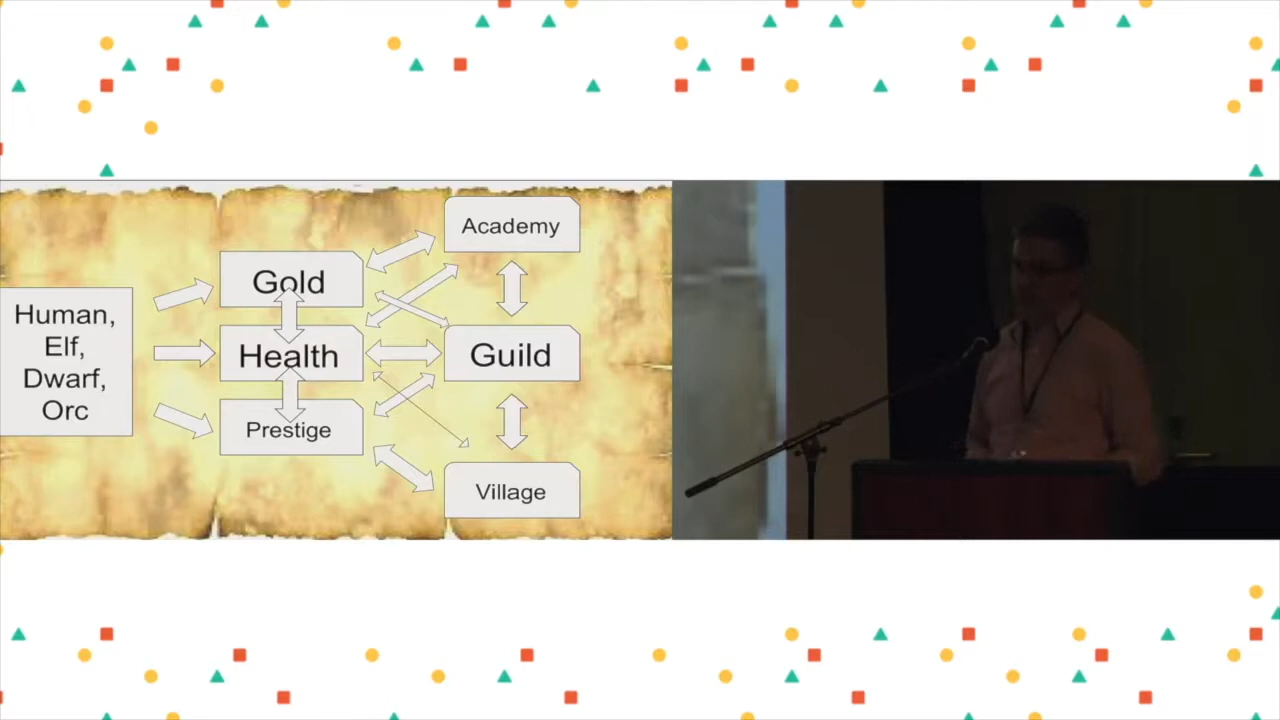 Human,
Elf,
Dwarf,
Orc
Gold
Health
Prestige
Academy
Guild
Village